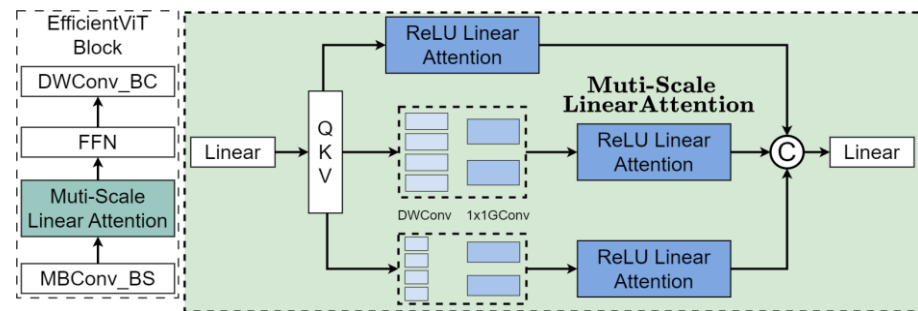 EfficientViT
Block
DWConv_BC
FFN
Muti-Scale
Linear Attention
MBConv_BS
Linear
Q
K
V
ReLU Linear
Attention
DWConv
1x1GConv
Muti-Scale
LinearAttention
ReLU Linear
Attention
ReLU Linear
Attention
C
Linear